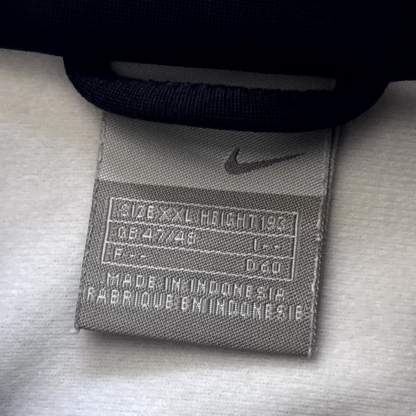 SIZE XXL HEIGHT 193
GB 47/48 I --
F -- D 60
MADE IN INDONESIA
FABRIQUE EN INDONESIE